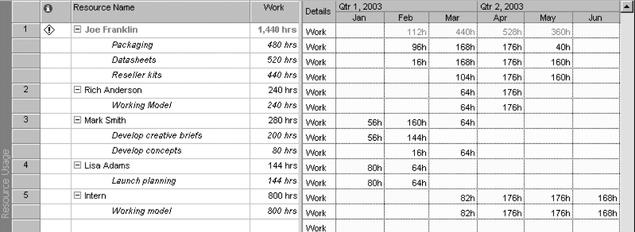 Resource Name Work Details Qtr 1, 2003 Qtr 2, 2003
Jan Feb Mar Apr May Jun
1 Joe Franklin 1,440 hrs Work 112h 440h 528h 360h
Packaging 480 hrs Work 96h 168h 176h 40h
Datasheets 520 hrs Work 16h 168h 176h 160h
Reseller kits 440 hrs Work 104h 176h 160h
2 Rich Anderson 240 hrs Work 64h 176h
Working Model 240 hrs Work 64h 176h
3 Mark Smith 280 hrs Work 56h 160h 64h
Develop creative briefs 200 hrs Work 56h 144h
Develop concepts 80 hrs Work 16h 64h
4 Lisa Adams 144 hrs Work 80h 64h
Launch planning 144 hrs Work 80h 64h
5 Intern 800 hrs Work 82h 176h 176h 168h
Working model 800 hrs Work 82h 176h 176h 168h
Work
Resource Usage